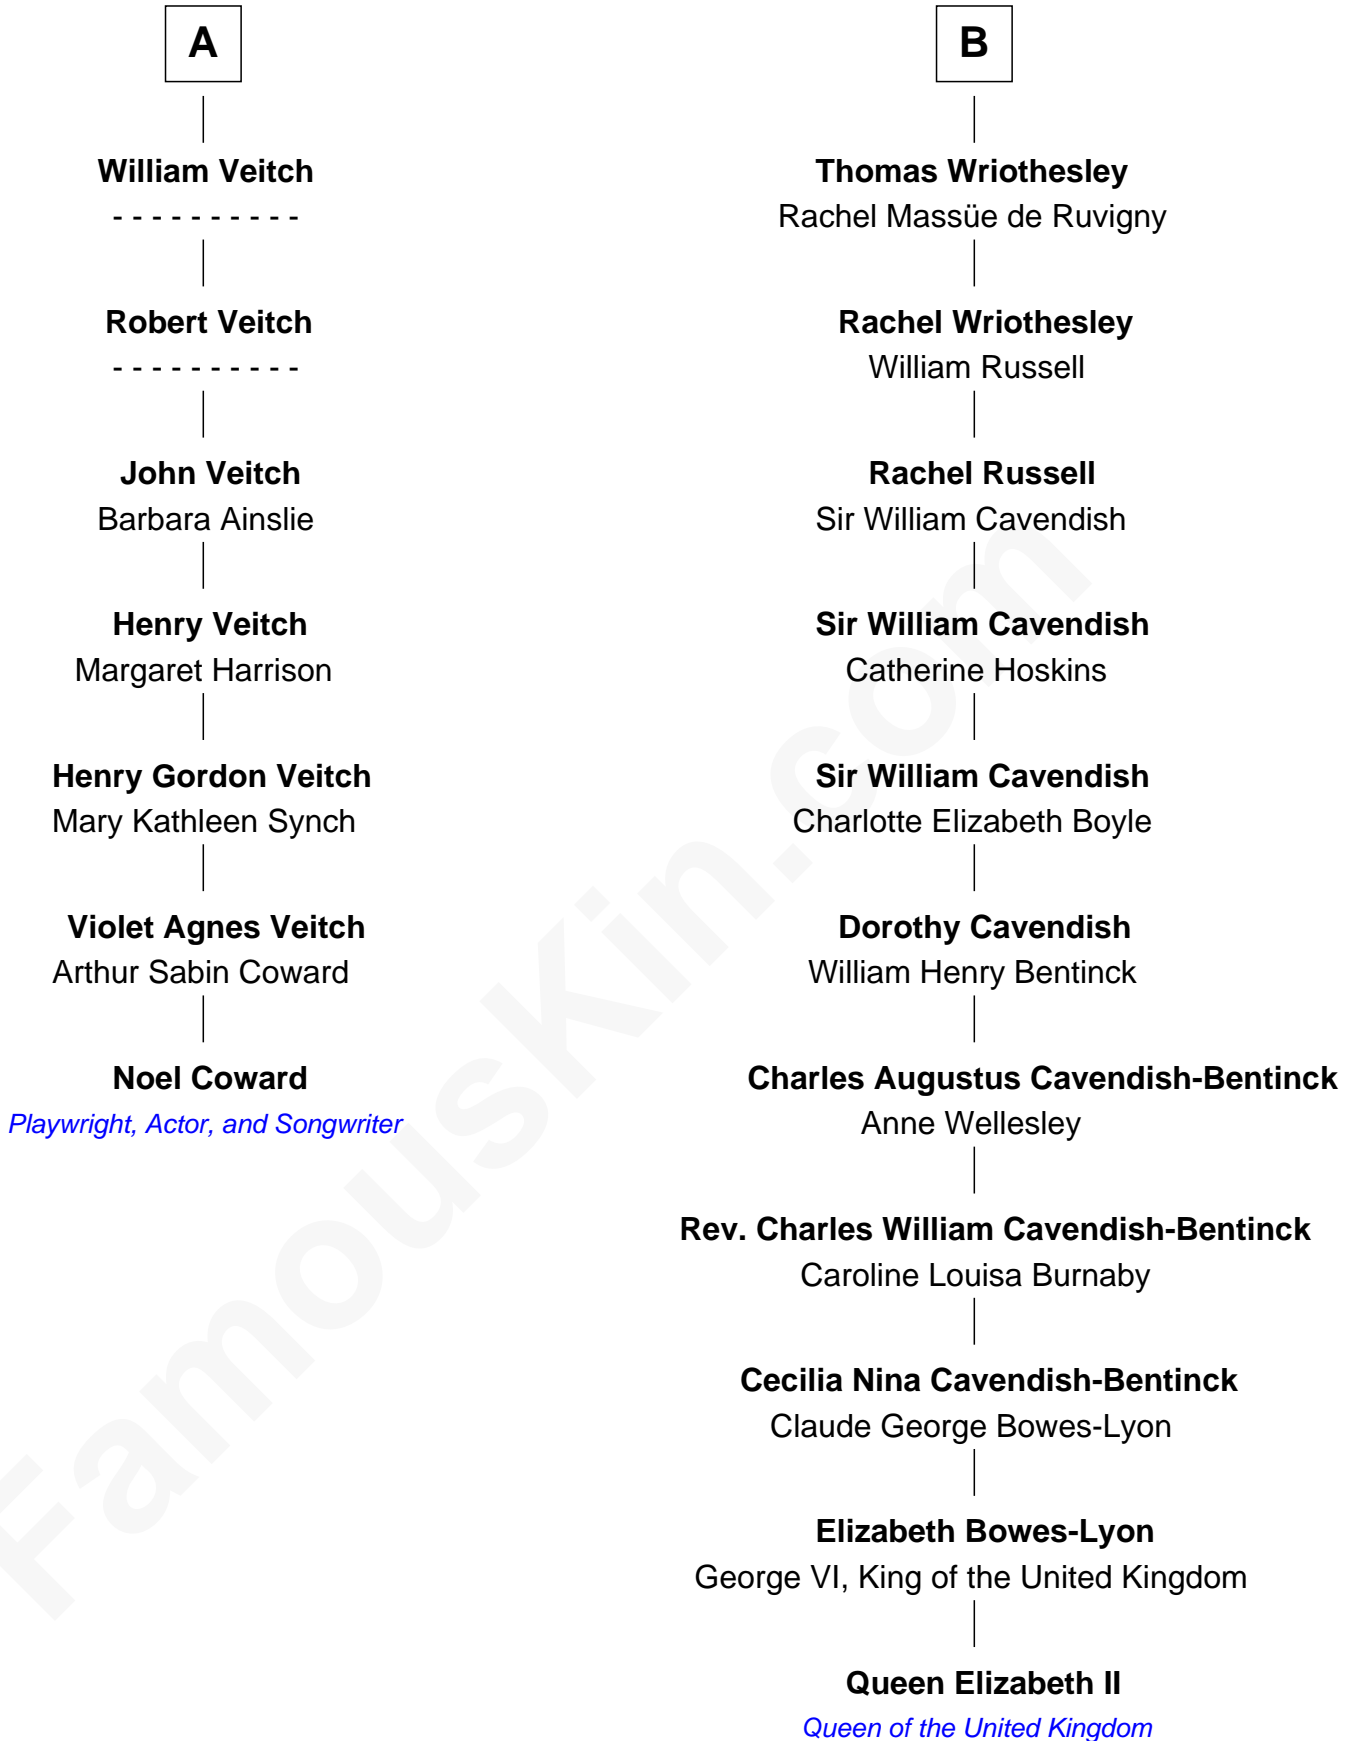 A
William Veitch
- - - - - - - - - -
Robert Veitch
- - - - - - - - - -
John Veitch
Barbara Ainslie
Henry Veitch
Margaret Harrison
Henry Gordon Veitch
Mary Kathleen Synch
Violet Agnes Veitch
Arthur Sabin Coward
Noel Coward
Playwright, Actor, and Songwriter
B
Thomas Wriothesley
Rachel Massüe de Ruvigny
Rachel Wriothesley
William Russell
Rachel Russell
Sir William Cavendish
Sir William Cavendish
Catherine Hoskins
Sir William Cavendish
Charlotte Elizabeth Boyle
Dorothy Cavendish
William Henry Bentinck
Charles Augustus Cavendish-Bentinck
Anne Wellesley
Rev. Charles William Cavendish-Bentinck
Caroline Louisa Burnaby
Cecilia Nina Cavendish-Bentinck
Claude George Bowes-Lyon
Elizabeth Bowes-Lyon
George VI, King of the United Kingdom
Queen Elizabeth II
Queen of the United Kingdom
FamousKin.com